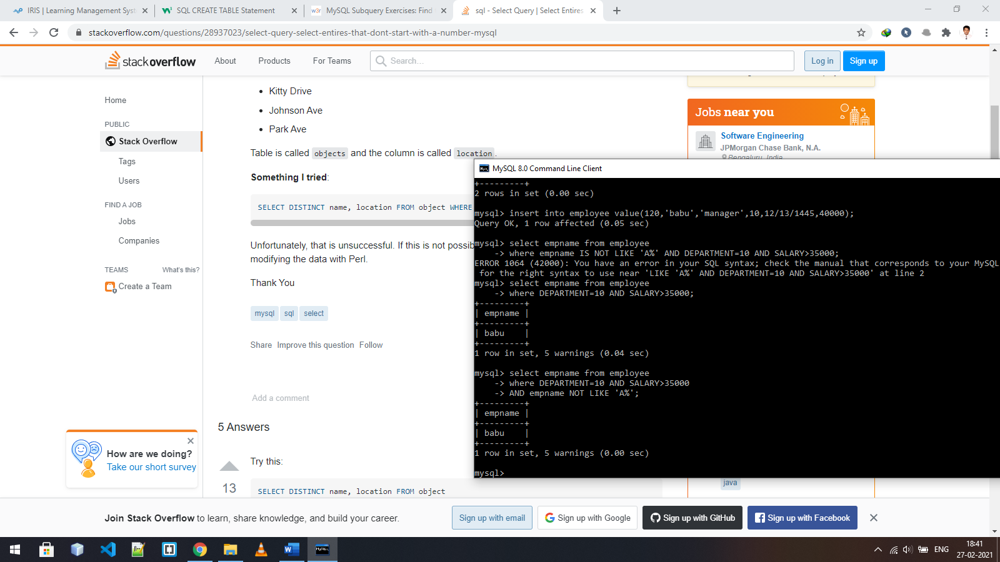 IRIS | Learning Management Syst
SQL CREATE TABLE Statement
w3r
MySQL Subquery Exercises: Find
sql - Select Query | Select Entires
stackoverflow.com/questions/28937023/select-query-select-entires-that-dont-start-with-a-number-mysql
stackoverflow
About
Products
For Teams
Search...
Log in
Sign up
Home
PUBLIC
Stack Overflow
Tags
Users
FIND A JOB
Jobs
Companies
TEAMS
What's this?
Create a Team
• Kitty Drive
• Johnson Ave
• Park Ave
Table is called objects and the column is called location.
Something I tried:
SELECT DISTINCT name, location FROM object WHERE
Unfortunately, that is unsuccessful. If this is not possib
modifying the data with Perl.
Thank You
mysql sql select
Share Improve this question Follow
Add a comment
5 Answers
13
Try this:
SELECT DISTINCT name, location FROM object
Jobs near you
Software Engineering
JPMorgan Chase Bank, N.A.
Bengaluru, India
java
MySQL 8.0 Command Line Client
+---------+
2 rows in set (0.00 sec)
mysql> insert into employee value(120,'babu','manager',10,12/13/1445,40000);
Query OK, 1 row affected (0.05 sec)
mysql> select empname from employee
-> where empname IS NOT LIKE 'A%' AND DEPARTMENT=10 AND SALARY>35000;
ERROR 1064 (42000): You have an error in your SQL syntax; check the manual that corresponds to your MySQL
for the right syntax to use near 'LIKE 'A%' AND DEPARTMENT=10 AND SALARY>35000' at line 2
mysql> select empname from employee
-> where DEPARTMENT=10 AND SALARY>35000;
+---------+
| empname |
+---------+
| babu |
+---------+
1 row in set, 5 warnings (0.04 sec)
mysql> select empname from employee
-> where DEPARTMENT=10 AND SALARY>35000
-> AND empname NOT LIKE 'A%';
+---------+
| empname |
+---------+
| babu |
+---------+
1 row in set, 5 warnings (0.00 sec)
mysql>
How are we doing?
Take our short survey
Join Stack Overflow to learn, share knowledge, and build your career.
Sign up with email
Sign up with Google
Sign up with GitHub
Sign up with Facebook
ENG
18:41
27-02-2021